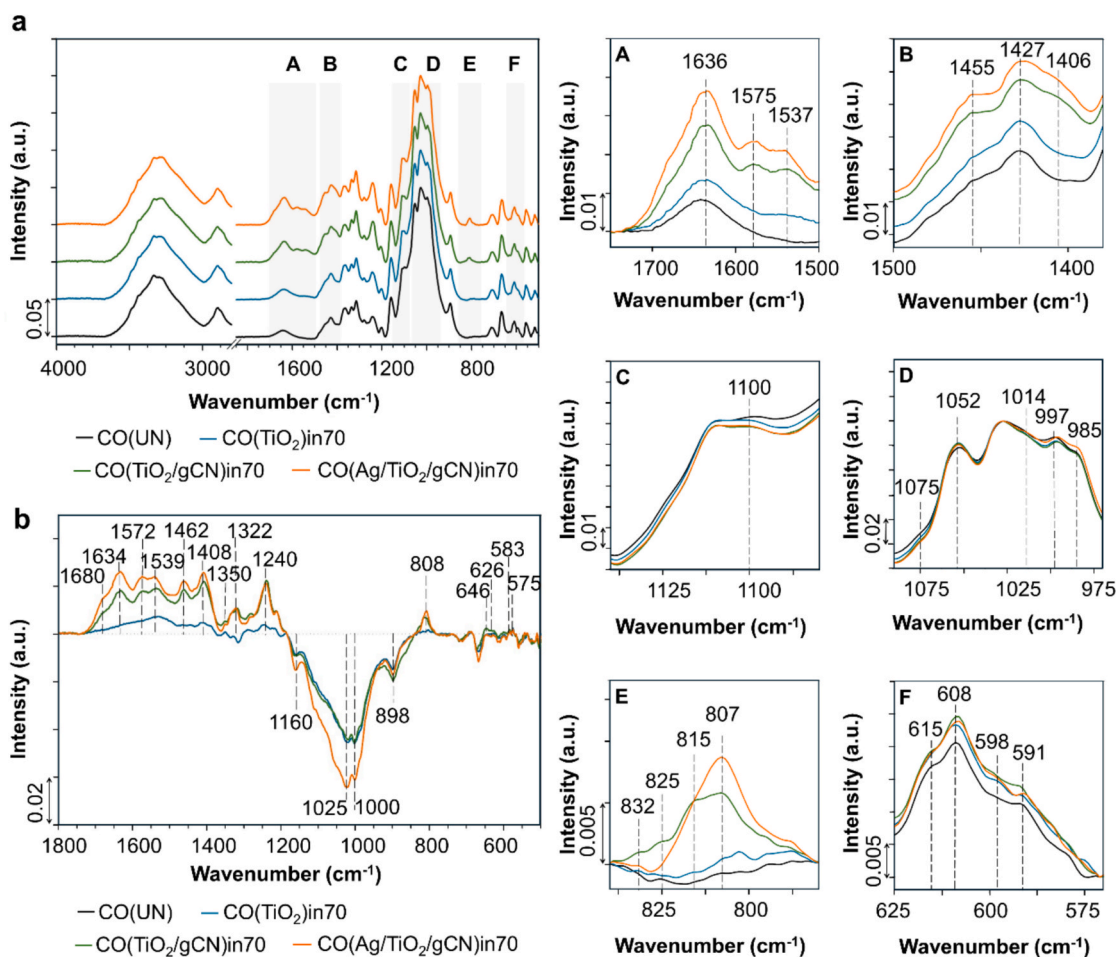 a
A B C D E F
Intensity (a.u.)
0.05
4000 3000 1600 1400 1200 1000 800 600
Wavenumber (cm-1)
CO(UN) CO(TiO2)in70
CO(TiO2/gCN)in70 CO(Ag/TiO2/gCN)in70
b
1680 1634 1572 1539 1462 1408 1350 1322 1240 808 646 626 583 575
1160 1025 1000 898
Intensity (a.u.)
0.02
1800 1600 1400 1200 1000 800 600
Wavenumber (cm-1)
CO(UN) CO(TiO2)in70
CO(TiO2/gCN)in70 CO(Ag/TiO2/gCN)in70
A
1636 1575 1537
Intensity (a.u.)
0.01
1700 1600 1500
Wavenumber (cm-1)
B
1455 1427 1406
Intensity (a.u.)
0.01
1500 1400
Wavenumber (cm-1)
C
1100
Intensity (a.u.)
0.01
1125 1100
Wavenumber (cm-1)
D
1075 1052 1014 997 985
Intensity (a.u.)
0.02
1075 1025 975
Wavenumber (cm-1)
E
832 825 815 807
Intensity (a.u.)
0.005
825 800
Wavenumber (cm-1)
F
615 608 598 591
Intensity (a.u.)
0.005
625 600 575
Wavenumber (cm-1)